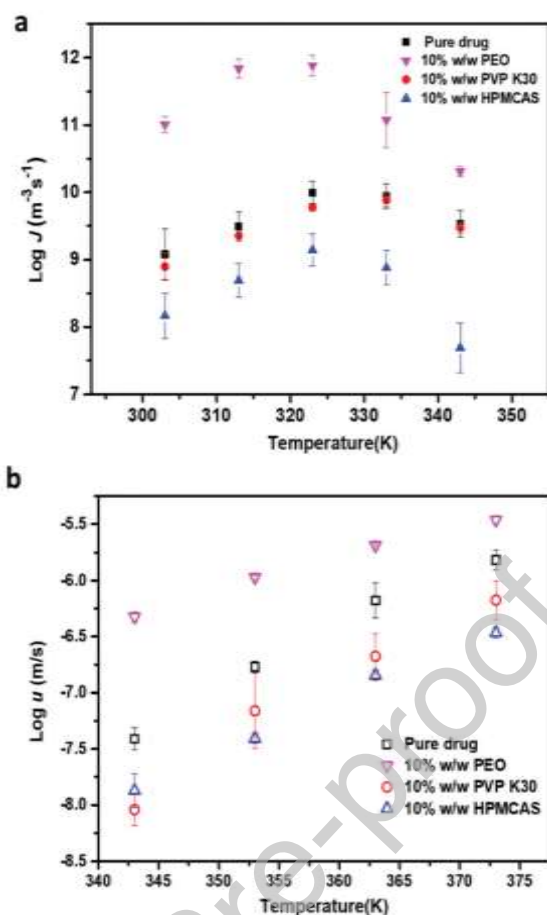 a
12
11
10
9
8
7
Log J (m⁻³ s⁻¹)
Pure drug
10% w/w PEO
10% w/w PVP K30
10% w/w HPMCAS
300 310 320 330 340 350
Temperature(K)
b
-5.5
-6.0
-6.5
-7.0
-7.5
-8.0
-8.5
Log u (m/s)
Pure drug
10% w/w PEO
10% w/w PVP K30
10% w/w HPMCAS
340 345 350 355 360 365 370 375
Temperature(K)
re-proof